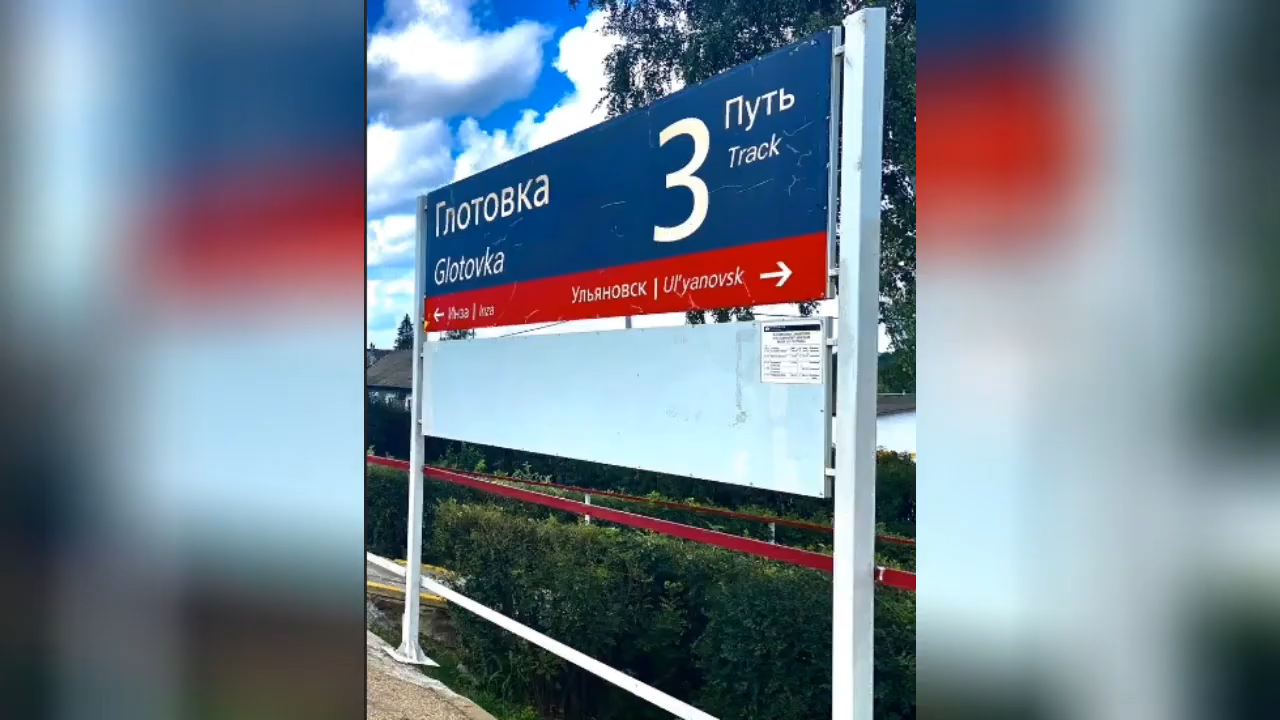 Путь
3
Track
Глотовка
Glotovka
← Инза | Inza
Ульяновск | Ul'yanovsk →